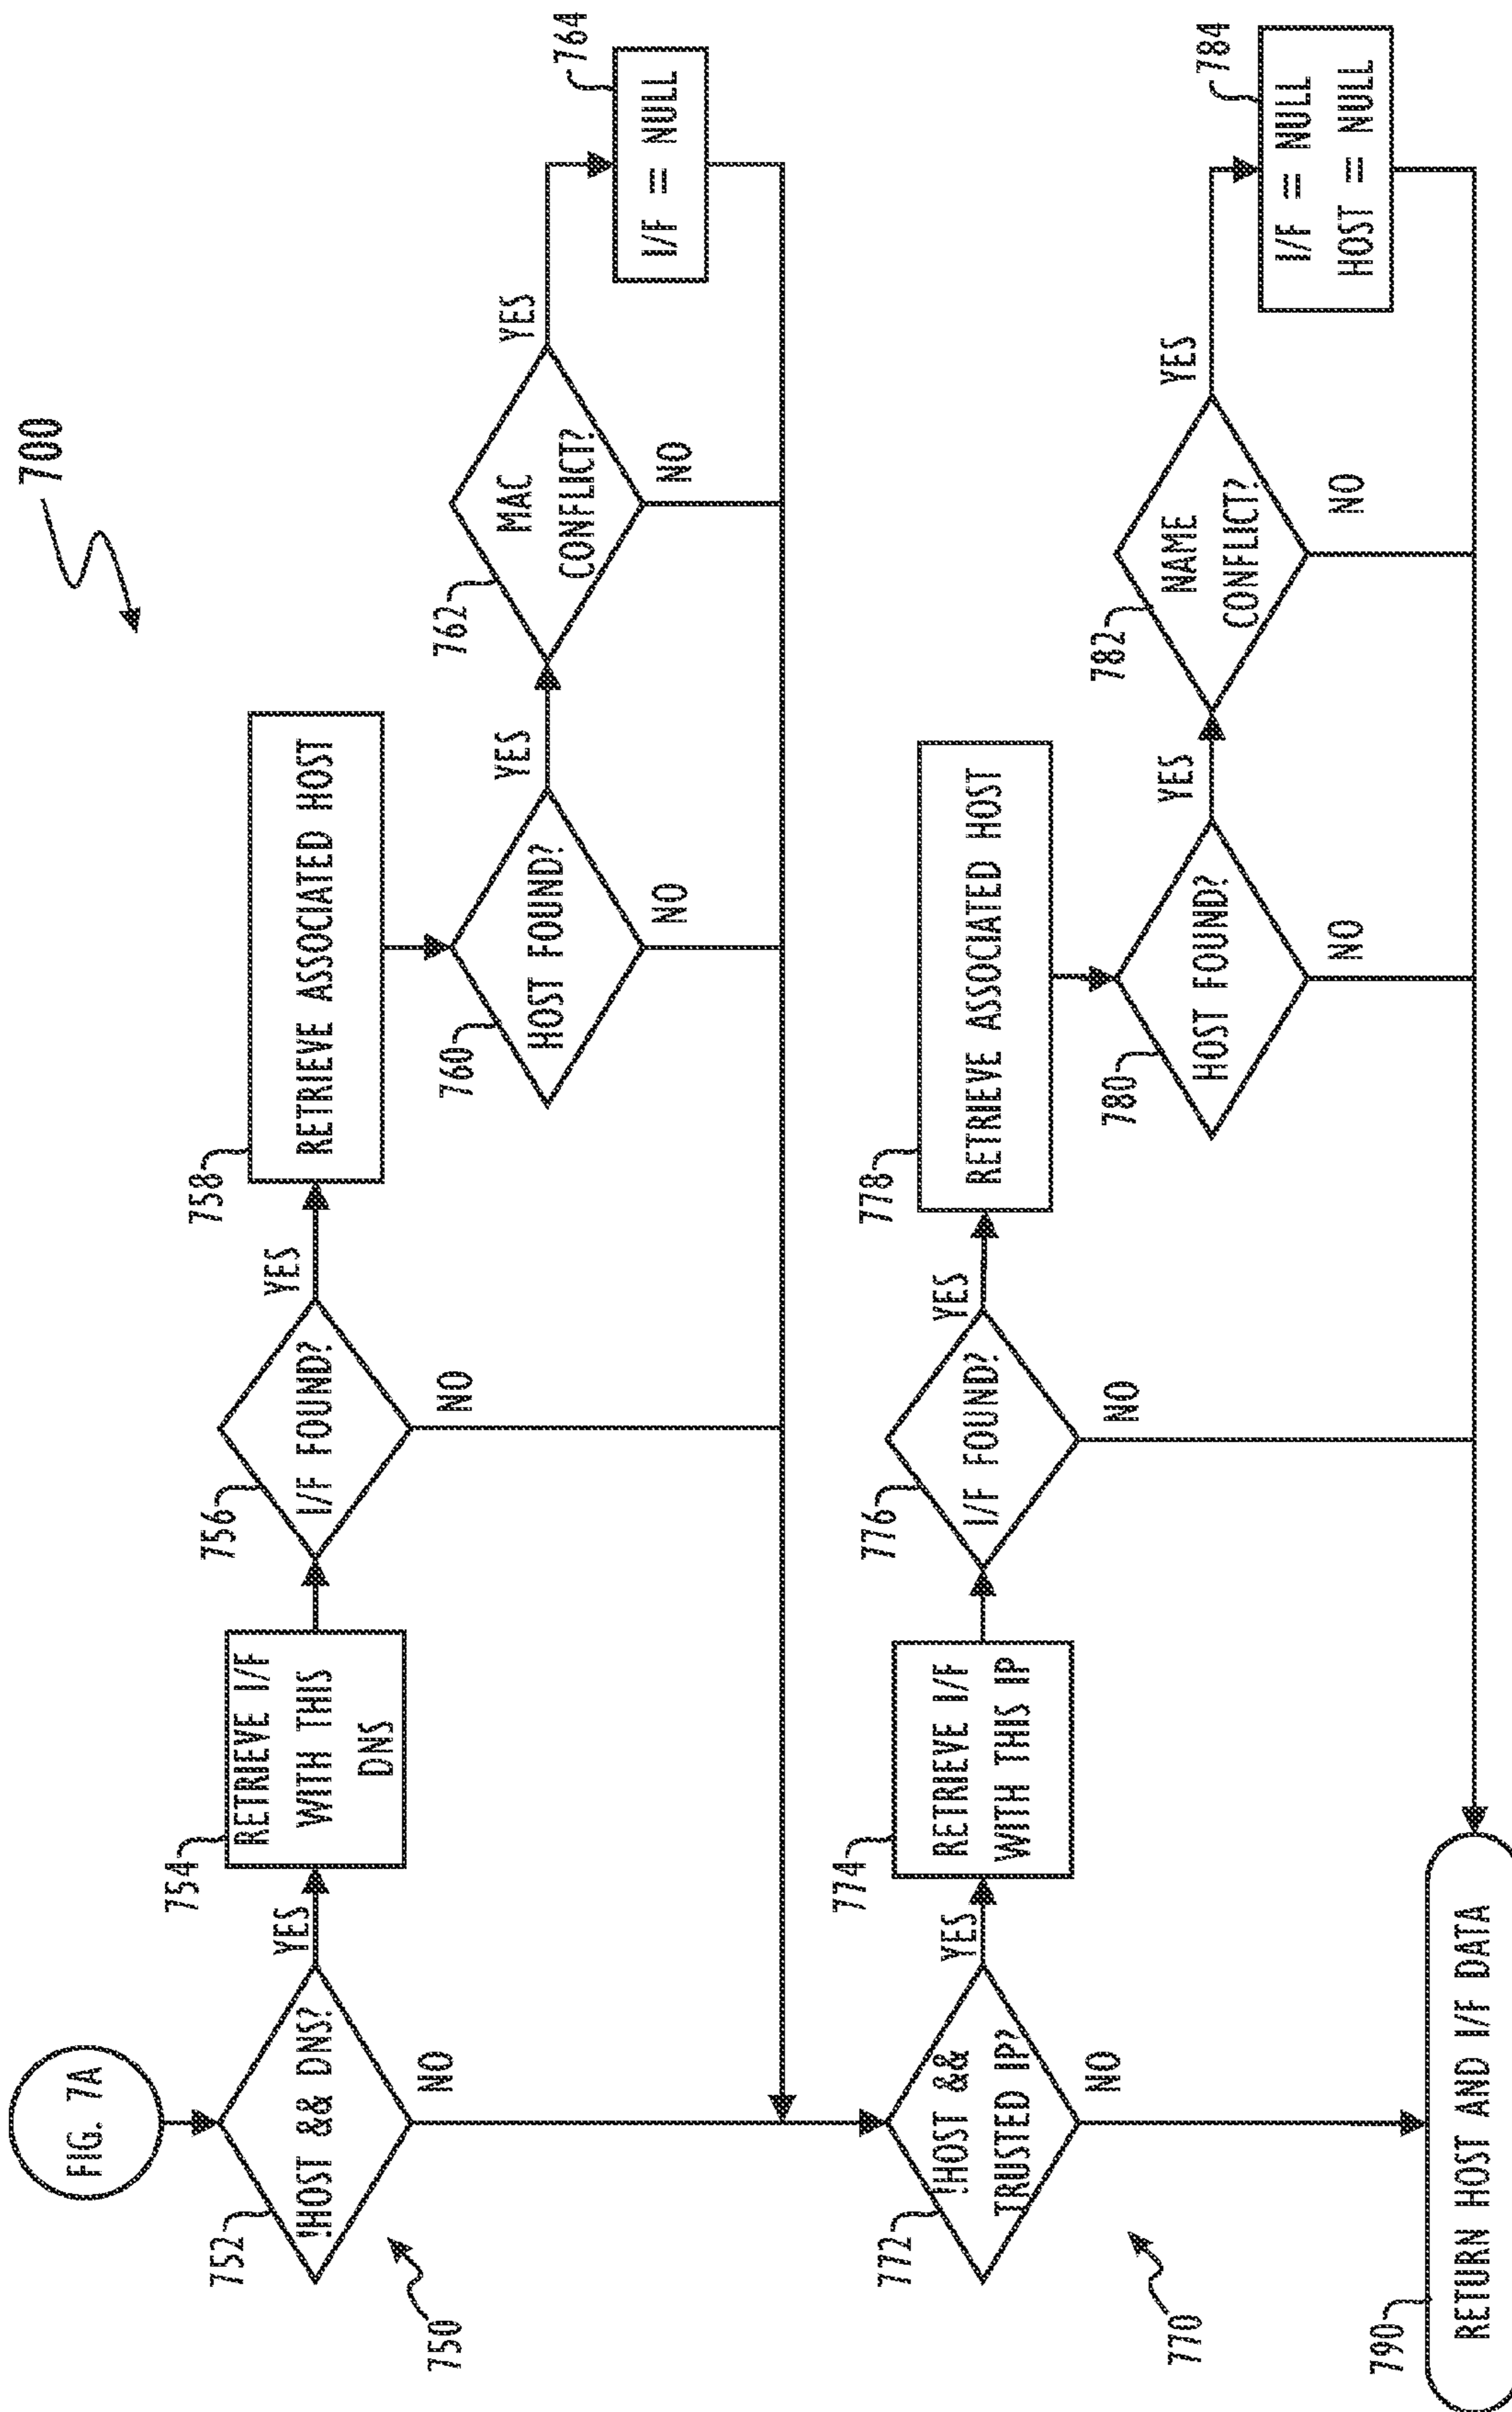 700
FIG. 7A
752
!HOST && DNS?
YES
NO
754
RETRIEVE I/F
WITH THIS
DNS
756
I/F FOUND?
YES
NO
758
RETRIEVE ASSOCIATED HOST
760
HOST FOUND?
YES
NO
762
MAC
CONFLICT?
YES
NO
764
I/F = NULL
750
772
!HOST &&
TRUSTED IP?
YES
NO
774
RETRIEVE I/F
WITH THIS IP
776
I/F FOUND?
YES
NO
778
RETRIEVE ASSOCIATED HOST
780
HOST FOUND?
YES
NO
782
NAME
CONFLICT?
YES
NO
784
I/F = NULL
HOST = NULL
770
790
RETURN HOST AND I/F DATA